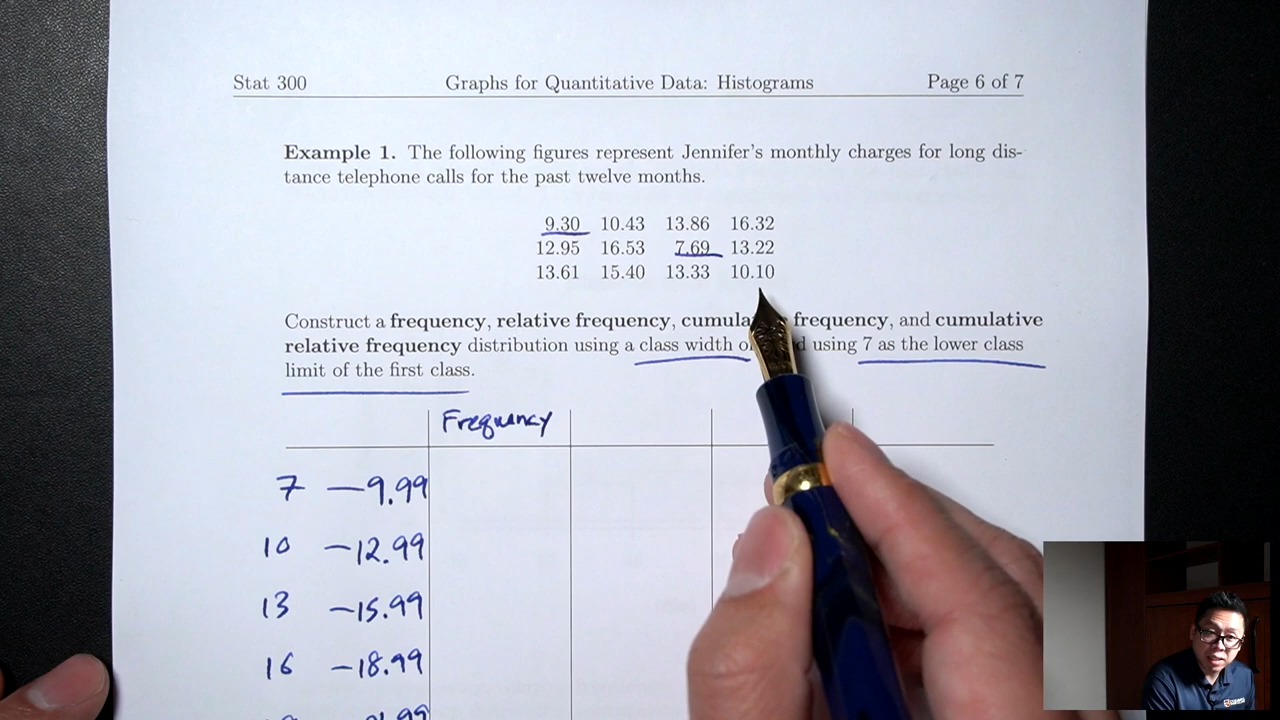 Stat 300 Graphs for Quantitative Data: Histograms Page 6 of 7
Example 1. The following figures represent Jennifer's monthly charges for long dis-
tance telephone calls for the past twelve months.
9.30 10.43 13.86 16.32
12.95 16.53 7.69 13.22
13.61 15.40 13.33 10.10
Construct a frequency, relative frequency, frequency, and cumulative
relative frequency distribution using a class width using 7 as the lower class
limit of the first class.
Frequency
7 – 9.99
10 – 12.99
13 – 15.99
16 – 18.99